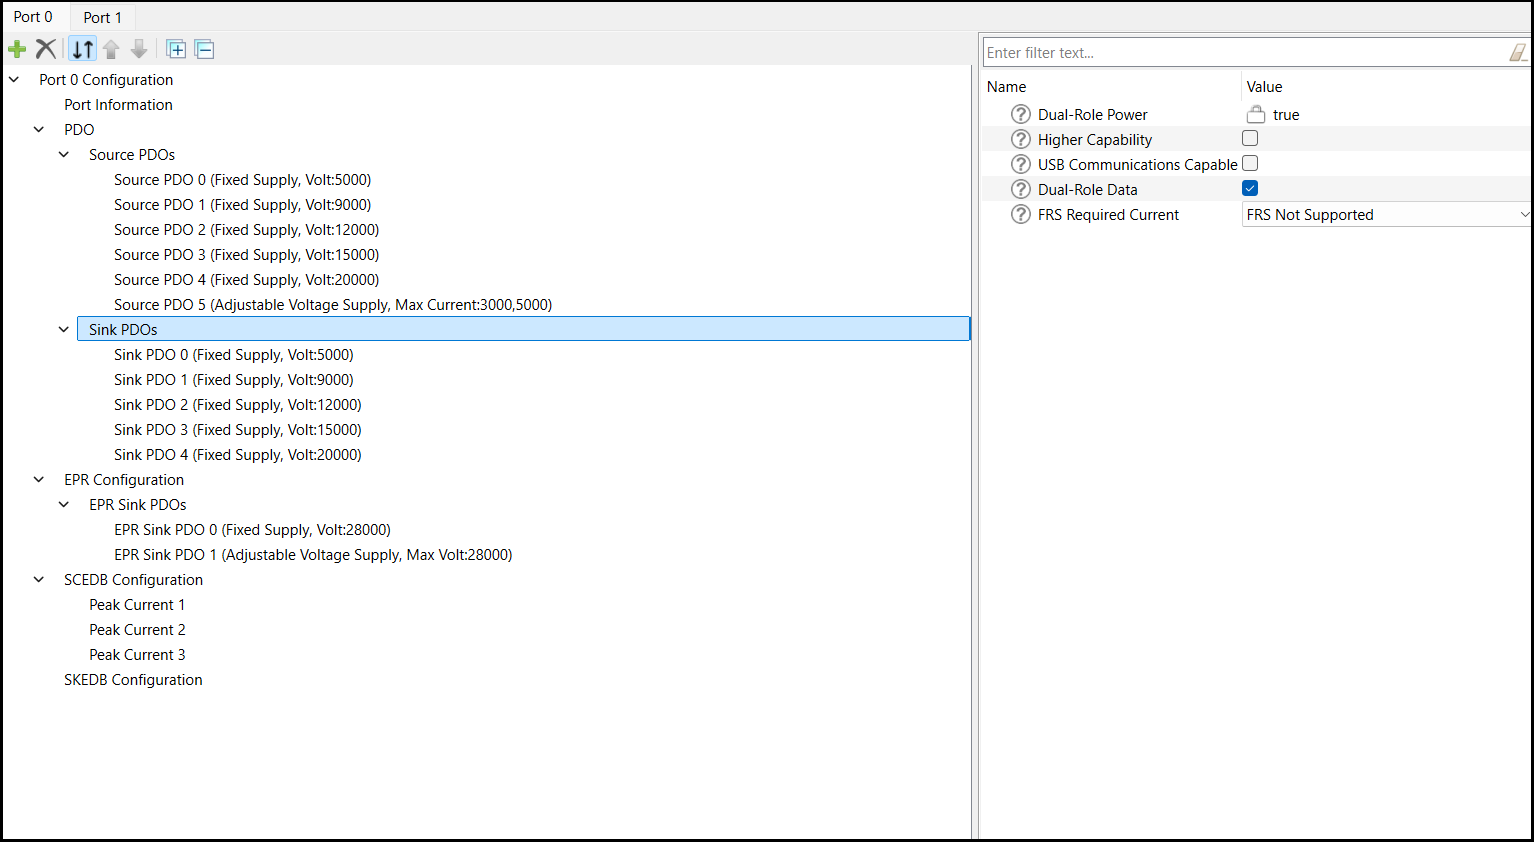 Port 0
Port 1
Port 0 Configuration
Port Information
PDO
Source PDOs
Source PDO 0 (Fixed Supply, Volt:5000)
Source PDO 1 (Fixed Supply, Volt:9000)
Source PDO 2 (Fixed Supply, Volt:12000)
Source PDO 3 (Fixed Supply, Volt:15000)
Source PDO 4 (Fixed Supply, Volt:20000)
Source PDO 5 (Adjustable Voltage Supply, Max Current:3000,5000)
Sink PDOs
Sink PDO 0 (Fixed Supply, Volt:5000)
Sink PDO 1 (Fixed Supply, Volt:9000)
Sink PDO 2 (Fixed Supply, Volt:12000)
Sink PDO 3 (Fixed Supply, Volt:15000)
Sink PDO 4 (Fixed Supply, Volt:20000)
EPR Configuration
EPR Sink PDOs
EPR Sink PDO 0 (Fixed Supply, Volt:28000)
EPR Sink PDO 1 (Adjustable Voltage Supply, Max Volt:28000)
SCEDB Configuration
Peak Current 1
Peak Current 2
Peak Current 3
SKEDB Configuration
Enter filter text...
Name Value
Dual-Role Power true
Higher Capability
USB Communications Capable
Dual-Role Data
FRS Required Current FRS Not Supported